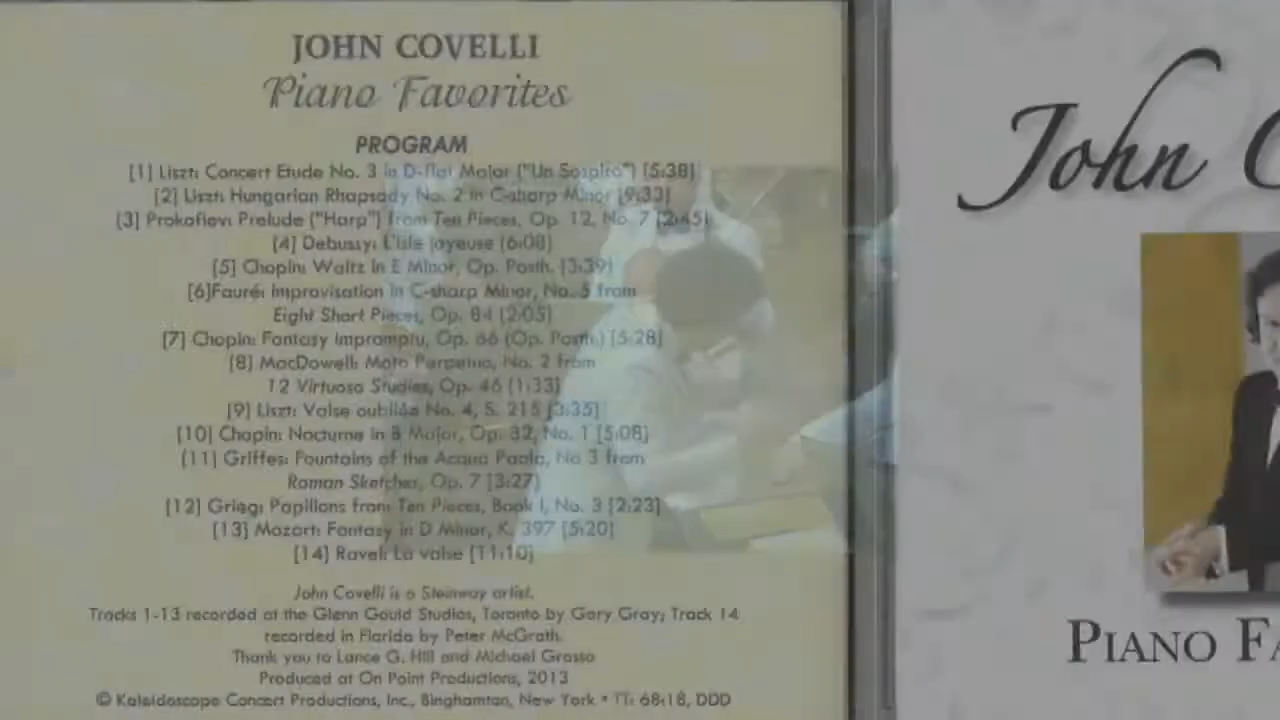 JOHN COVELLI
Piano Favorites
PROGRAM
[1] Liszt: Concert Etude No. 3 in D-flat Major ("Un Sospiro") [5:38]
[2] Liszt: Hungarian Rhapsody No. 2 in C-sharp Minor [9:33]
[3] Prokofiev: Prelude ("Harp") from Ten Pieces, Op. 12, No. 7 [2:45]
[4] Debussy: L'isle joyeuse [6:08]
[5] Chopin: Waltz in E Minor, Op. Posth. [3:39]
[6]Fauré: Improvisation in C-sharp Minor, No. 5 from
Eight Short Pieces, Op. 84 [2:05]
[7] Chopin: Fantasy Impromptu, Op. 66 (Op. Posth.) [5:28]
[8] MacDowell: Moto Perpetuo, No. 2 from
12 Virtuoso Studies, Op. 46 [1:33]
[9] Liszt: Valse oubliée No. 4, S. 215 [3:35]
[10] Chopin: Nocturne in B Major, Op. 32, No. 1 [5:08]
[11] Griffes: Fountains of the Acqua Paola, No 3 from
Roman Sketches, Op. 7 [3:27]
[12] Grieg: Papillons from Ten Pieces, Book I, No. 3 [2:23]
[13] Mozart: Fantasy in D Minor, K. 397 [5:20]
[14] Ravel: La valse [11:10]
John Covelli is a Steinway artist.
Tracks 1-13 recorded at the Glenn Gould Studios, Toronto by Gary Gray; Track 14
recorded in Florida by Peter McGrath.
Thank you to Lance G. Hill and Michael Grasso
Produced at On Point Productions, 2013
© Kaleidoscope Concert Productions, Inc., Binghamton, New York • TT: 68:18, DDD
John C
PIANO FA